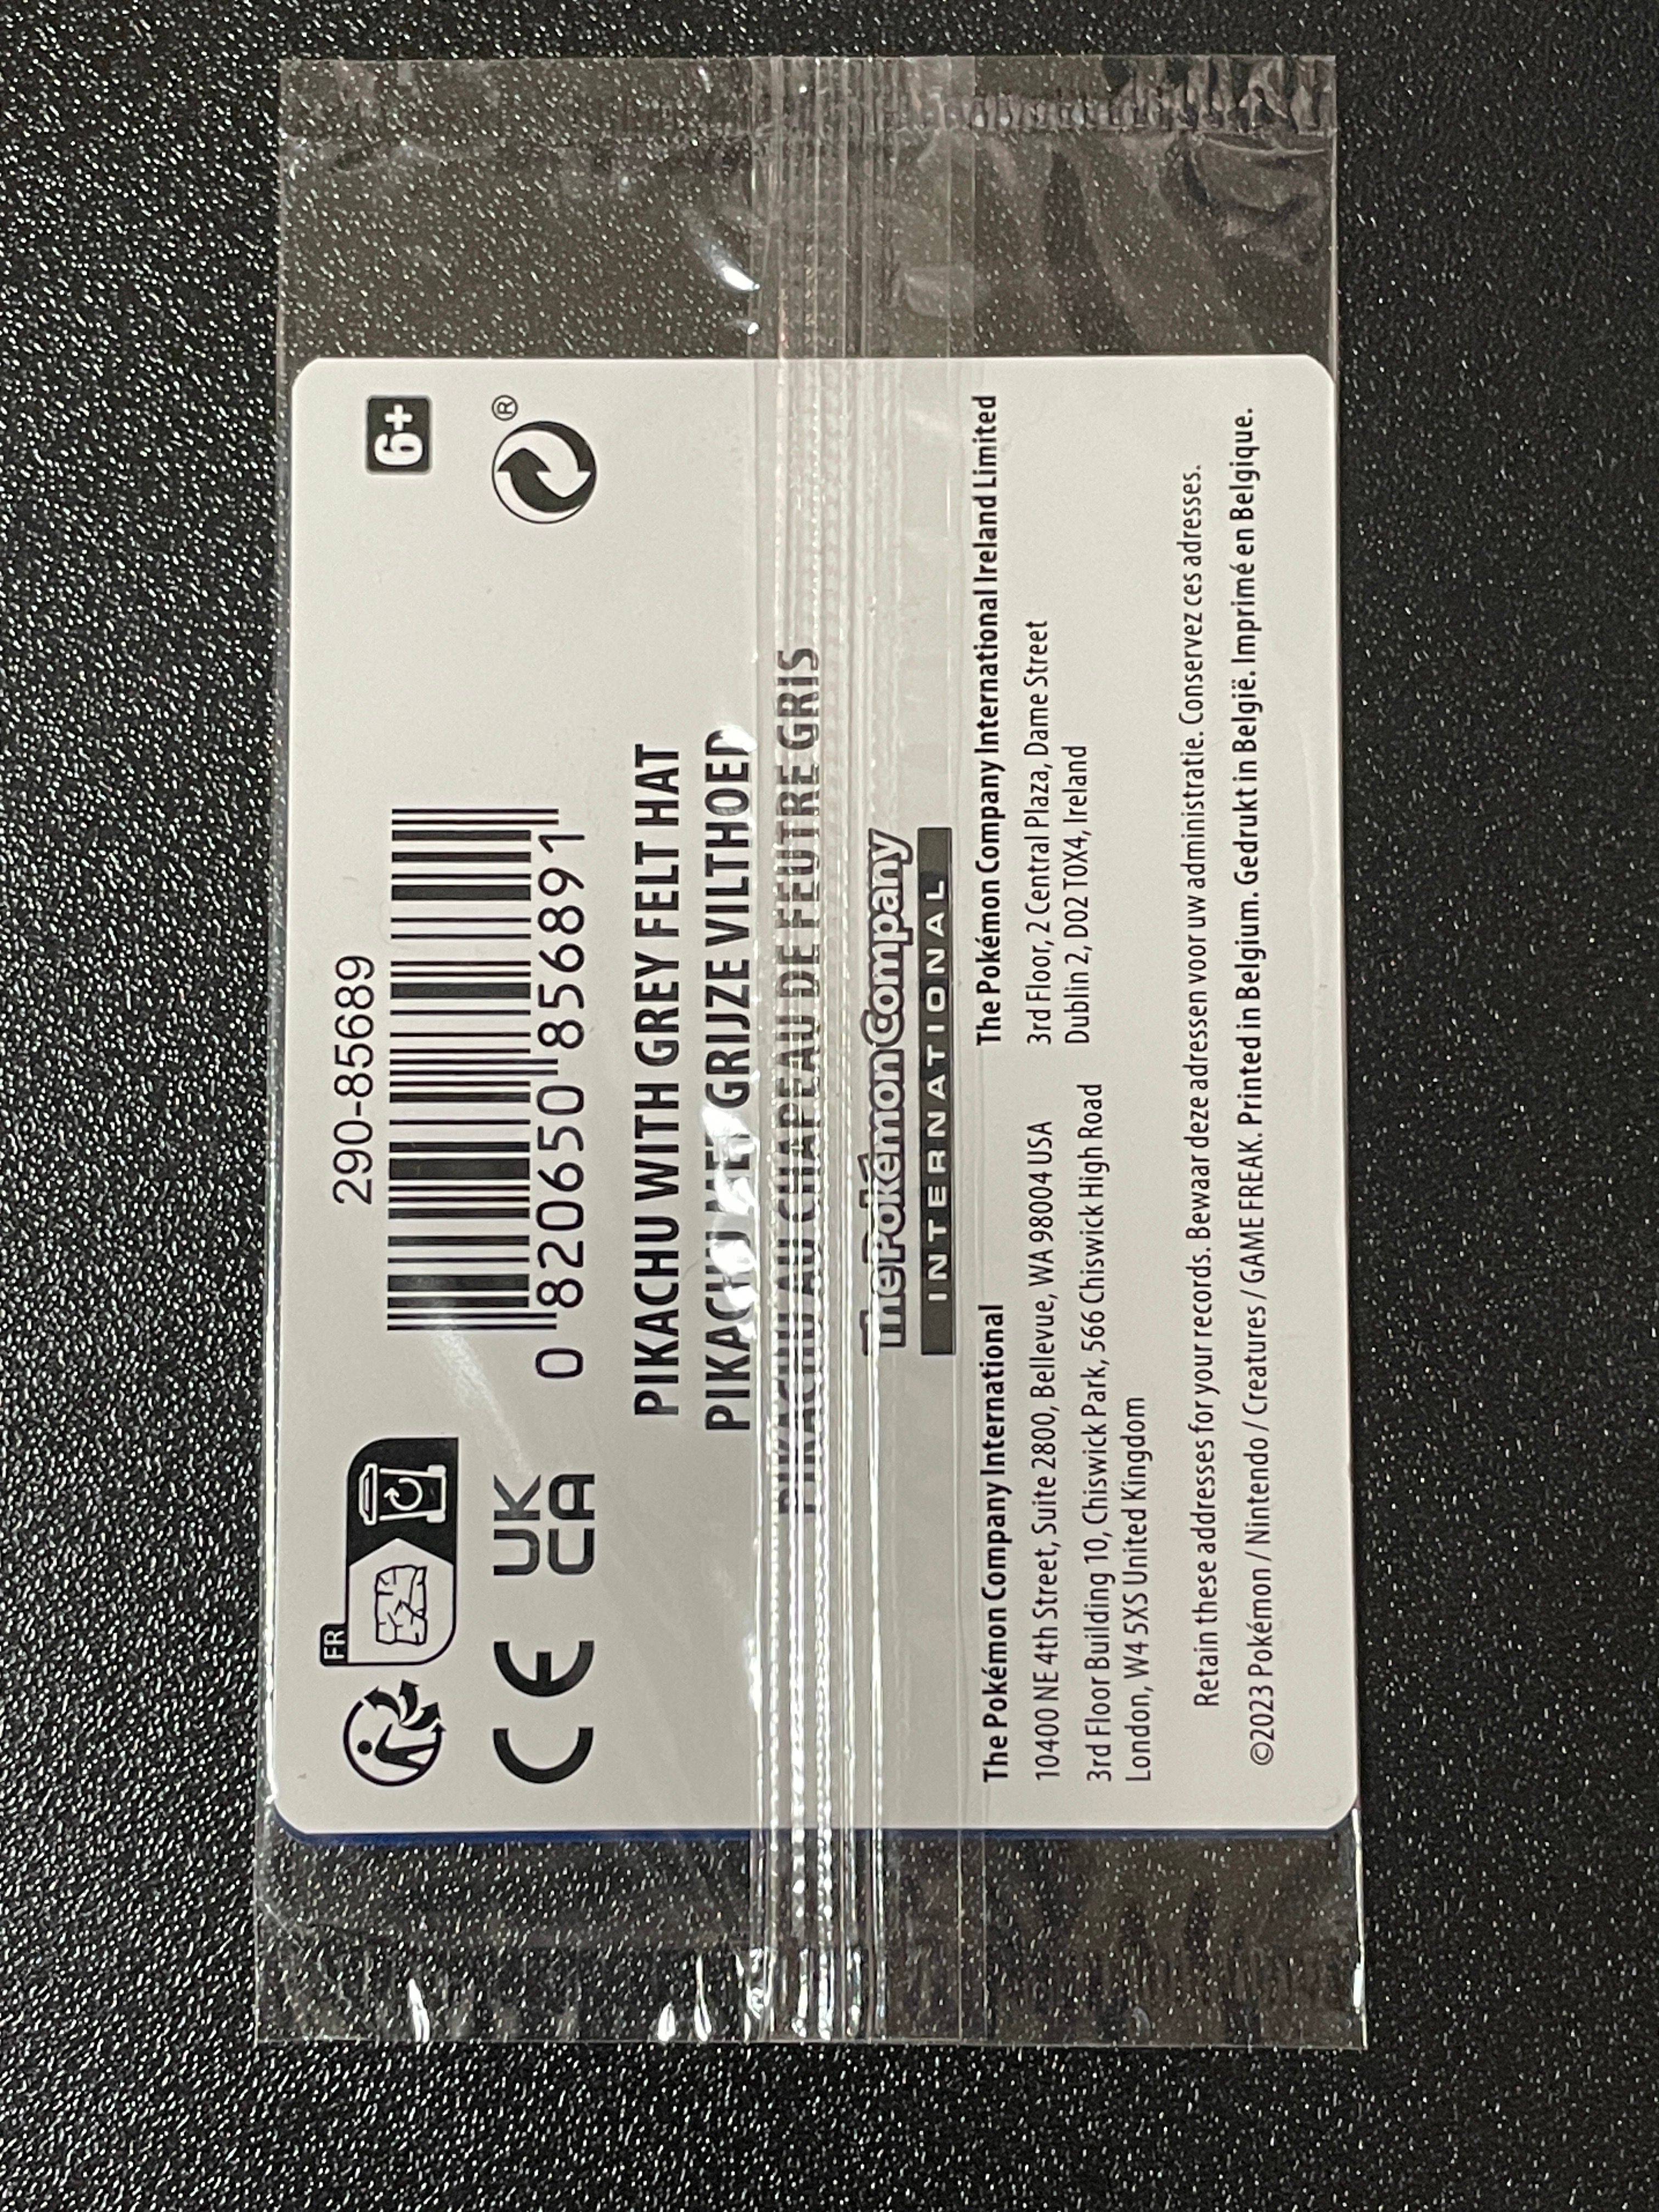 290-85689
6+
FR
0 820650 856891
CE
UK
CA
®
PIKACHU WITH GREY FELT HAT
PIKACHU MET GRIJZE VILTHOED
PIKACHU AU CHAPEAU DE FEUTRE GRIS
The Pokémon Company
INTERNATIONAL
The Pokémon Company International
10400 NE 4th Street, Suite 2800, Bellevue, WA 98004 USA
3rd Floor Building 10, Chiswick Park, 566 Chiswick High Road
London, W4 5XS United Kingdom
The Pokémon Company International Ireland Limited
3rd Floor, 2 Central Plaza, Dame Street
Dublin 2, D02 T0X4, Ireland
Retain these addresses for your records. Bewaar deze adressen voor uw administratie. Conservez ces adresses.
©2023 Pokémon / Nintendo / Creatures / GAME FREAK. Printed in Belgium. Gedrukt in België. Imprimé en Belgique.